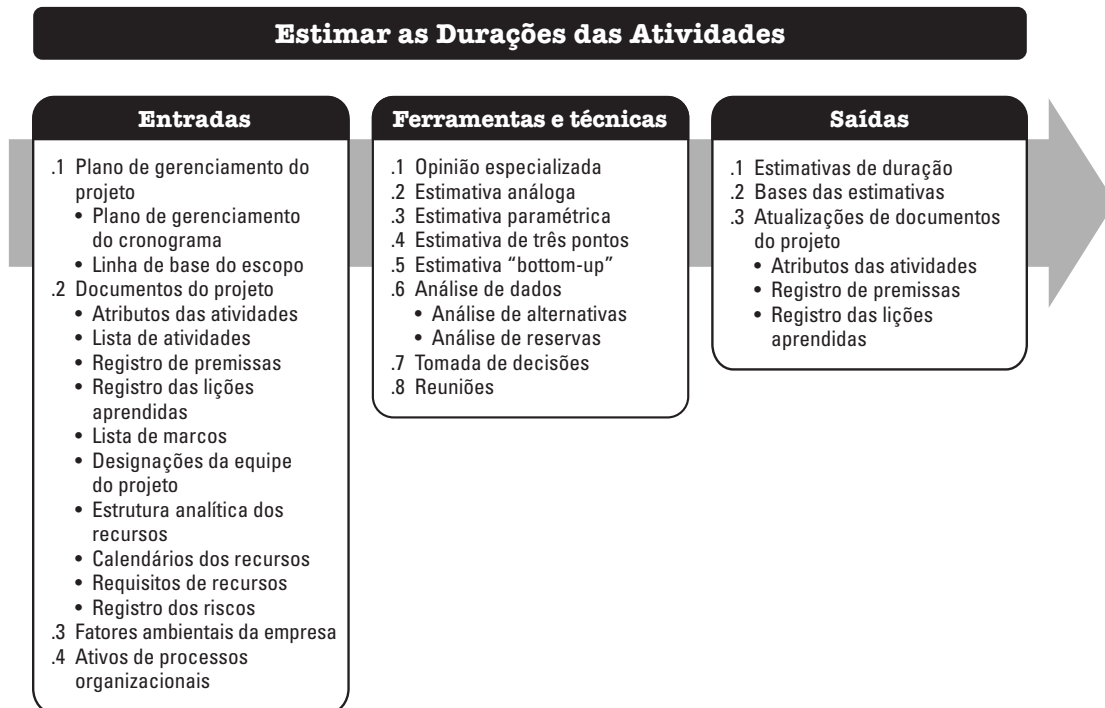 Estimar as Durações das Atividades
Entradas
.1 Plano de gerenciamento do
projeto
• Plano de gerenciamento
do cronograma
• Linha de base do escopo
.2 Documentos do projeto
• Atributos das atividades
• Lista de atividades
• Registro de premissas
• Registro das lições
aprendidas
• Lista de marcos
• Designações da equipe
do projeto
• Estrutura analítica dos
recursos
• Calendários dos recursos
• Requisitos de recursos
• Registro dos riscos
.3 Fatores ambientais da empresa
.4 Ativos de processos
organizacionais
Ferramentas e técnicas
.1 Opinião especializada
.2 Estimativa análoga
.3 Estimativa paramétrica
.4 Estimativa de três pontos
.5 Estimativa “bottom-up”
.6 Análise de dados
• Análise de alternativas
• Análise de reservas
.7 Tomada de decisões
.8 Reuniões
Saídas
.1 Estimativas de duração
.2 Bases das estimativas
.3 Atualizações de documentos
do projeto
• Atributos das atividades
• Registro de premissas
• Registro das lições
aprendidas